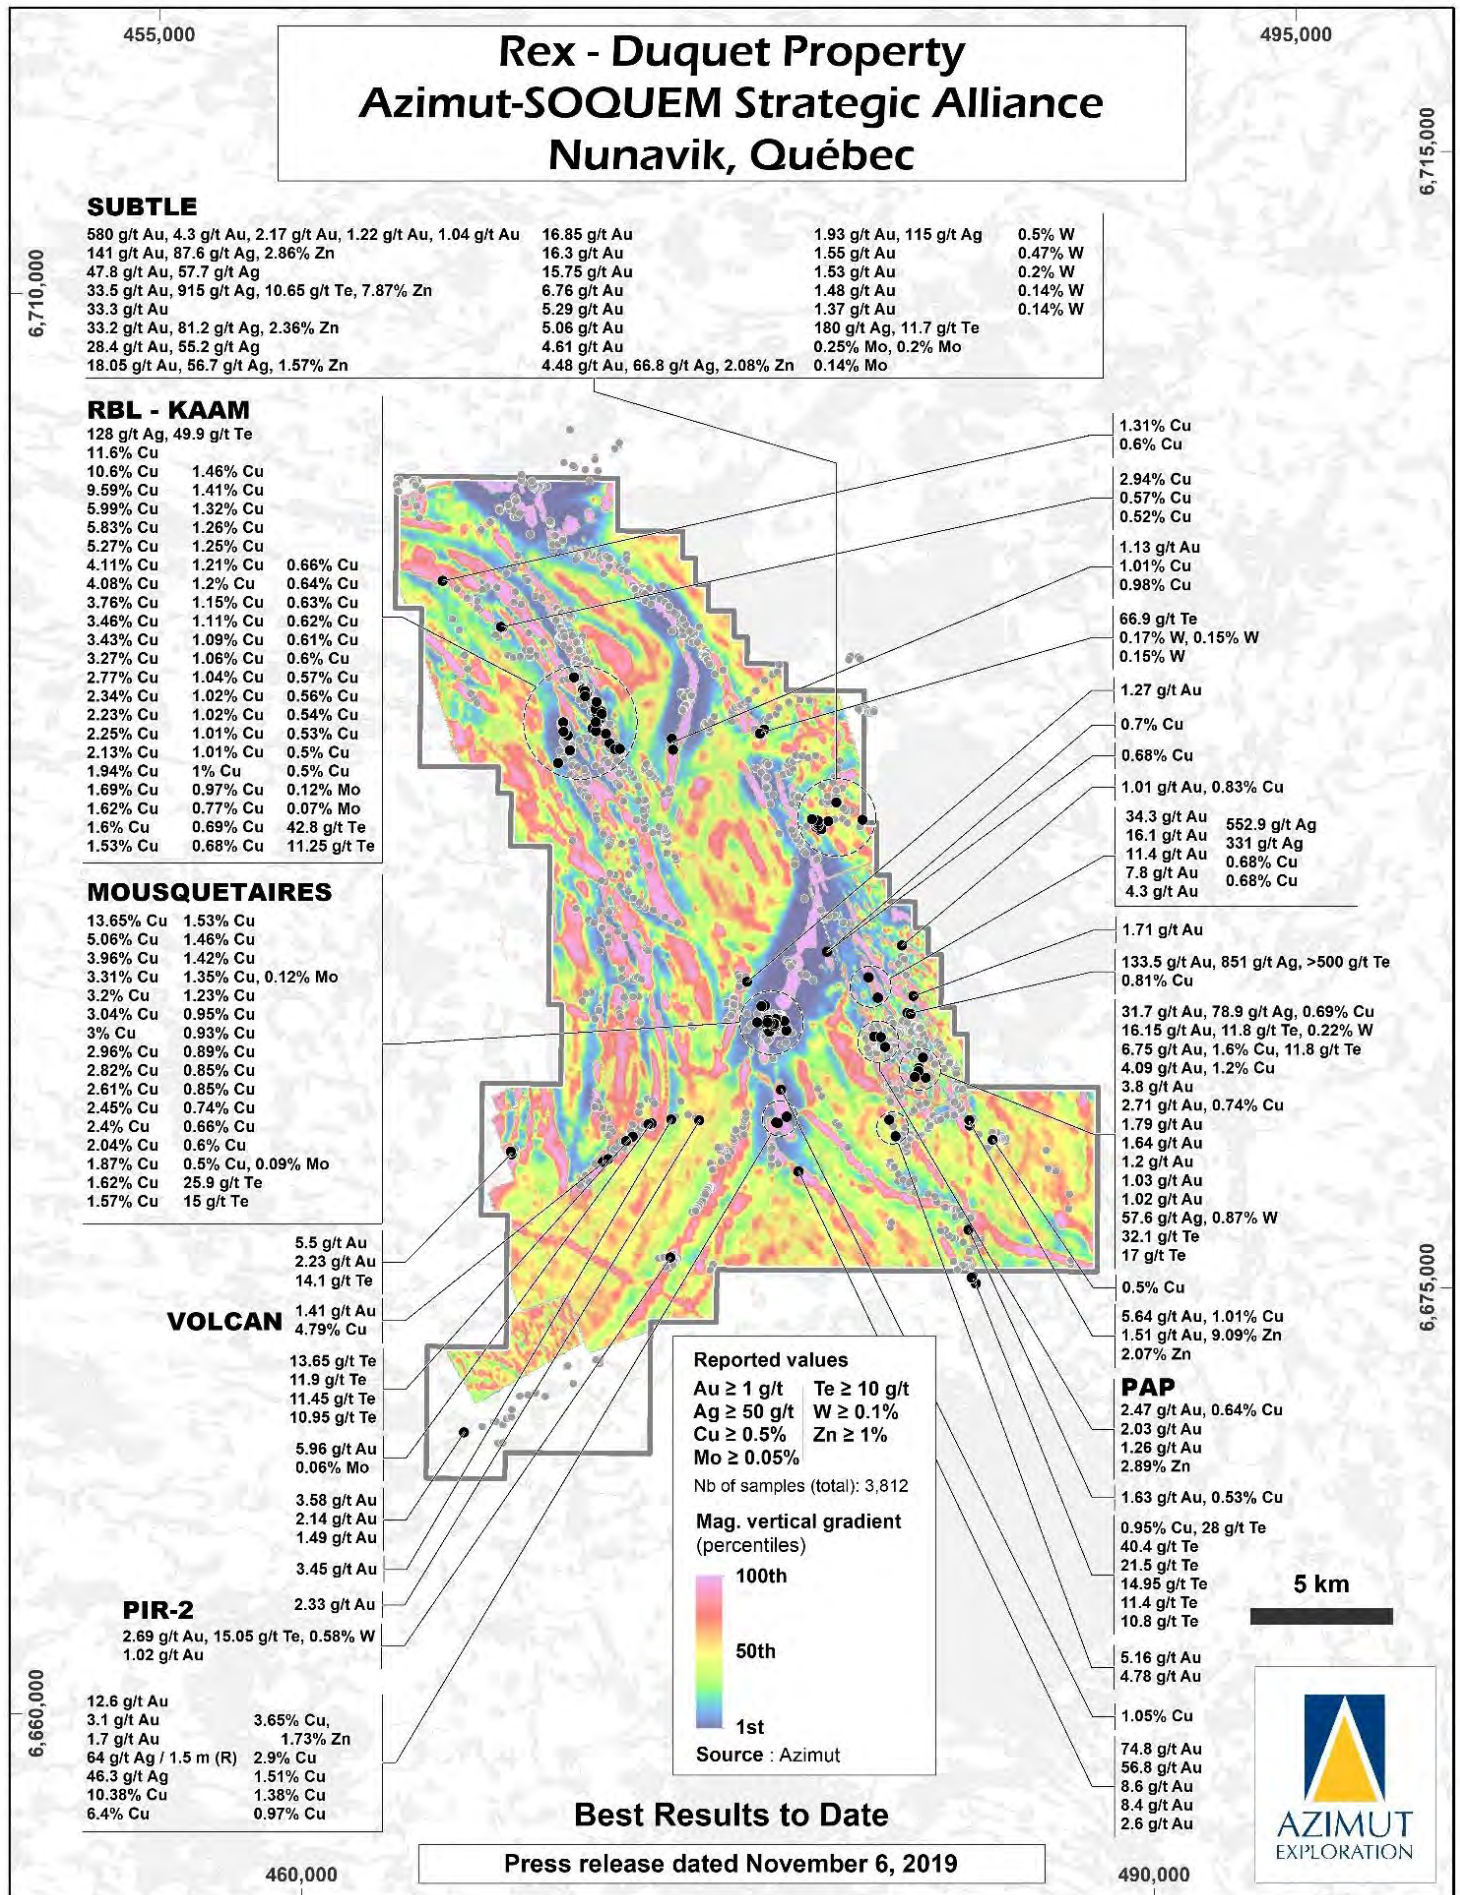 455,000
495,000
Rex - Duquet Property
Azimut-SOQUEM Strategic Alliance
Nunavik, Québec
6,715,000
6,710,000
SUBTLE
580 g/t Au, 4.3 g/t Au, 2.17 g/t Au, 1.22 g/t Au, 1.04 g/t Au
141 g/t Au, 87.6 g/t Ag, 2.86% Zn
47.8 g/t Au, 57.7 g/t Ag
33.5 g/t Au, 915 g/t Ag, 10.65 g/t Te, 7.87% Zn
33.3 g/t Au
33.2 g/t Au, 81.2 g/t Ag, 2.36% Zn
28.4 g/t Au, 55.2 g/t Ag
18.05 g/t Au, 56.7 g/t Ag, 1.57% Zn
16.85 g/t Au
16.3 g/t Au
15.75 g/t Au
6.76 g/t Au
5.29 g/t Au
5.06 g/t Au
4.61 g/t Au
4.48 g/t Au, 66.8 g/t Ag, 2.08% Zn
1.93 g/t Au, 115 g/t Ag
1.55 g/t Au
1.53 g/t Au
1.48 g/t Au
1.37 g/t Au
180 g/t Ag, 11.7 g/t Te
0.25% Mo, 0.2% Mo
0.14% Mo
0.5% W
0.47% W
0.2% W
0.14% W
0.14% W
RBL - KAAM
128 g/t Ag, 49.9 g/t Te
11.6% Cu
10.6% Cu
9.59% Cu
5.99% Cu
5.83% Cu
5.27% Cu
4.11% Cu
4.08% Cu
3.76% Cu
3.46% Cu
3.43% Cu
3.27% Cu
2.77% Cu
2.34% Cu
2.23% Cu
2.25% Cu
2.13% Cu
1.94% Cu
1.69% Cu
1.62% Cu
1.6% Cu
1.53% Cu
1.46% Cu
1.41% Cu
1.32% Cu
1.26% Cu
1.25% Cu
1.21% Cu
1.2% Cu
1.15% Cu
1.11% Cu
1.09% Cu
1.06% Cu
1.04% Cu
1.02% Cu
1.02% Cu
1.01% Cu
1.01% Cu
1% Cu
0.97% Cu
0.77% Cu
0.69% Cu
0.68% Cu
0.66% Cu
0.64% Cu
0.63% Cu
0.62% Cu
0.61% Cu
0.6% Cu
0.57% Cu
0.56% Cu
0.54% Cu
0.53% Cu
0.5% Cu
0.5% Cu
0.12% Mo
0.07% Mo
42.8 g/t Te
11.25 g/t Te
MOUSQUETAIRES
13.65% Cu
5.06% Cu
3.96% Cu
3.31% Cu
3.2% Cu
3.04% Cu
3% Cu
2.96% Cu
2.82% Cu
2.61% Cu
2.45% Cu
2.4% Cu
2.04% Cu
1.87% Cu
1.62% Cu
1.57% Cu
1.53% Cu
1.46% Cu
1.42% Cu
1.35% Cu, 0.12% Mo
1.23% Cu
0.95% Cu
0.93% Cu
0.89% Cu
0.85% Cu
0.85% Cu
0.74% Cu
0.66% Cu
0.6% Cu
0.5% Cu, 0.09% Mo
25.9 g/t Te
15 g/t Te
5.5 g/t Au
2.23 g/t Au
14.1 g/t Te
VOLCAN
1.41 g/t Au
4.79% Cu
13.65 g/t Te
11.9 g/t Te
11.45 g/t Te
10.95 g/t Te
5.96 g/t Au
0.06% Mo
3.58 g/t Au
2.14 g/t Au
1.49 g/t Au
3.45 g/t Au
2.33 g/t Au
PIR-2
2.69 g/t Au, 15.05 g/t Te, 0.58% W
1.02 g/t Au
12.6 g/t Au
3.1 g/t Au
1.7 g/t Au
64 g/t Ag / 1.5 m (R)
46.3 g/t Ag
10.38% Cu
6.4% Cu
3.65% Cu,
1.73% Zn
2.9% Cu
1.51% Cu
1.38% Cu
0.97% Cu
1.31% Cu
0.6% Cu
2.94% Cu
0.57% Cu
0.52% Cu
1.13 g/t Au
1.01% Cu
0.98% Cu
66.9 g/t Te
0.17% W, 0.15% W
0.15% W
1.27 g/t Au
0.7% Cu
0.68% Cu
1.01 g/t Au, 0.83% Cu
34.3 g/t Au
16.1 g/t Au
11.4 g/t Au
7.8 g/t Au
4.3 g/t Au
552.9 g/t Ag
331 g/t Ag
0.68% Cu
0.68% Cu
1.71 g/t Au
133.5 g/t Au, 851 g/t Ag, >500 g/t Te
0.81% Cu
31.7 g/t Au, 78.9 g/t Ag, 0.69% Cu
16.15 g/t Au, 11.8 g/t Te, 0.22% W
6.75 g/t Au, 1.6% Cu, 11.8 g/t Te
4.09 g/t Au, 1.2% Cu
3.8 g/t Au
2.71 g/t Au, 0.74% Cu
1.79 g/t Au
1.64 g/t Au
1.2 g/t Au
1.03 g/t Au
1.02 g/t Au
57.6 g/t Ag, 0.87% W
32.1 g/t Te
17 g/t Te
0.5% Cu
5.64 g/t Au, 1.01% Cu
1.51 g/t Au, 9.09% Zn
2.07% Zn
PAP
2.47 g/t Au, 0.64% Cu
2.03 g/t Au
1.26 g/t Au
2.89% Zn
1.63 g/t Au, 0.53% Cu
0.95% Cu, 28 g/t Te
40.4 g/t Te
21.5 g/t Te
14.95 g/t Te
11.4 g/t Te
10.8 g/t Te
5.16 g/t Au
4.78 g/t Au
1.05% Cu
74.8 g/t Au
56.8 g/t Au
8.6 g/t Au
8.4 g/t Au
2.6 g/t Au
6,675,000
6,660,000
Reported values
Au ≥ 1 g/t
Ag ≥ 50 g/t
Cu ≥ 0.5%
Mo ≥ 0.05%
Te ≥ 10 g/t
W ≥ 0.1%
Zn ≥ 1%
Nb of samples (total): 3,812
Mag. vertical gradient
(percentiles)
100th
50th
1st
Source : Azimut
5 km
AZIMUT
EXPLORATION
Best Results to Date
Press release dated November 6, 2019
460,000
490,000